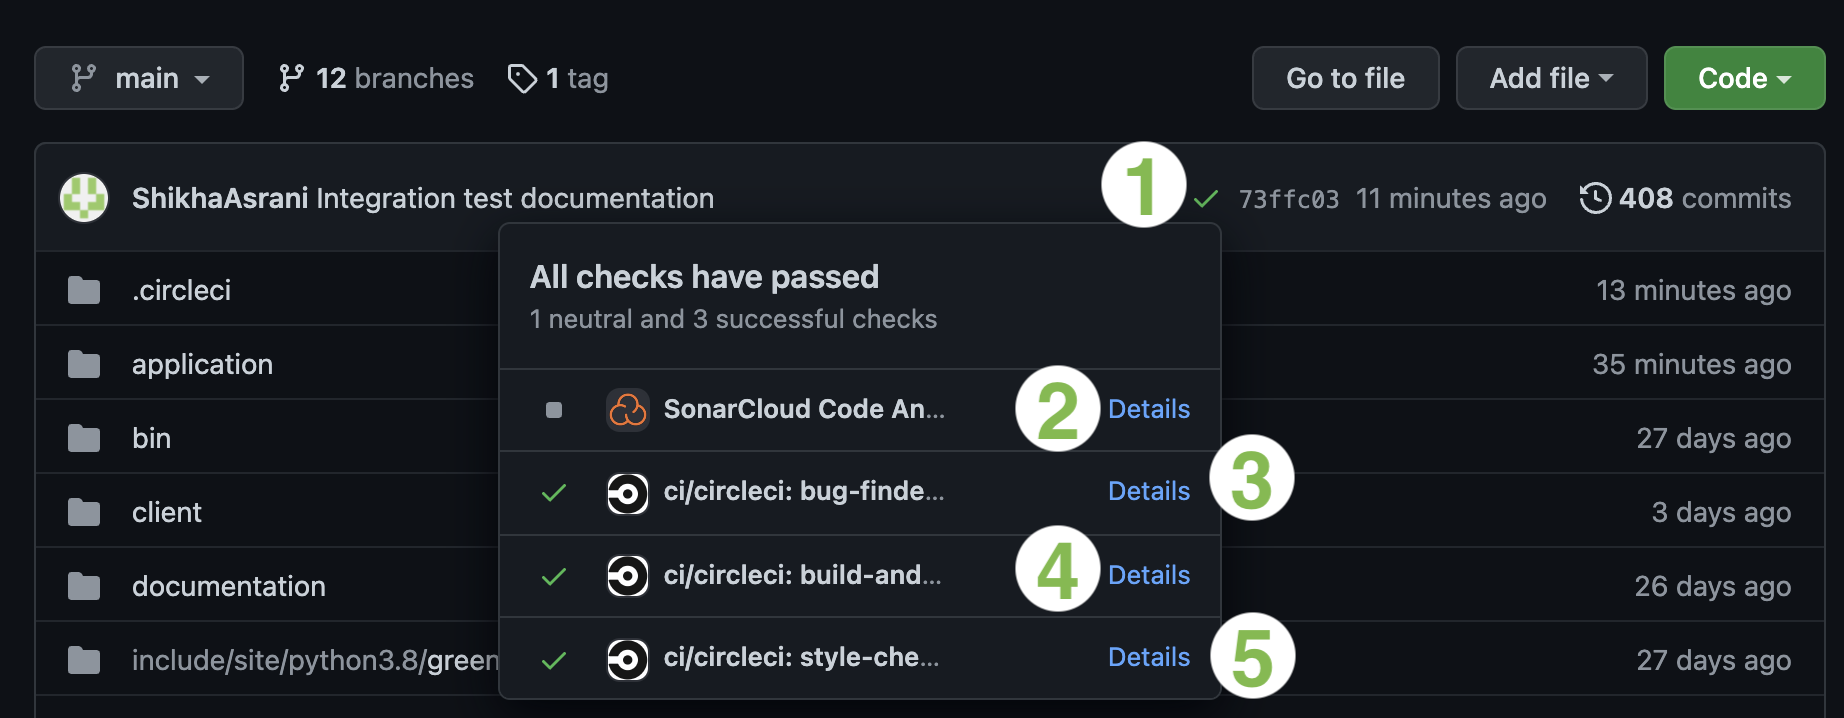 main 12 branches 1 tag Go to file Add file Code
1
ShikhaAsrani Integration test documentation 73ffc03 11 minutes ago 408 commits
All checks have passed
1 neutral and 3 successful checks
.circleci 13 minutes ago
application 35 minutes ago
SonarCloud Code An... 2 Details
bin 27 days ago
ci/circleci: bug-finde... Details 3
client 3 days ago
ci/circleci: build-and... 4 Details
documentation 26 days ago
ci/circleci: style-che... Details 5
include/site/python3.8/green 27 days ago